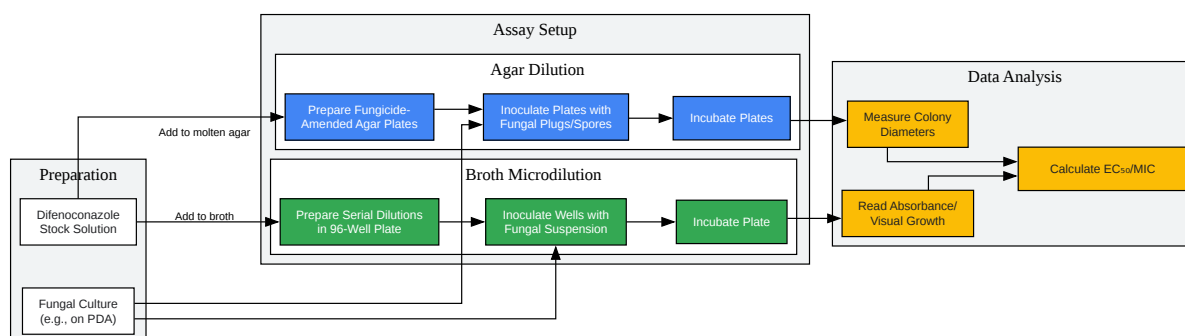 Assay Setup
Agar Dilution
Prepare Fungicide-
Amended Agar Plates
Inoculate Plates with
Fungal Plugs/Spores
Incubate Plates
Add to molten agar
Broth Microdilution
Prepare Serial Dilutions
in 96-Well Plate
Inoculate Wells with
Fungal Suspension
Incubate Plate
Add to broth
Preparation
Difenoconazole
Stock Solution
Fungal Culture
(e.g., on PDA)
Data Analysis
Measure Colony
Diameters
Read Absorbance/
Visual Growth
Calculate EC₅₀/MIC